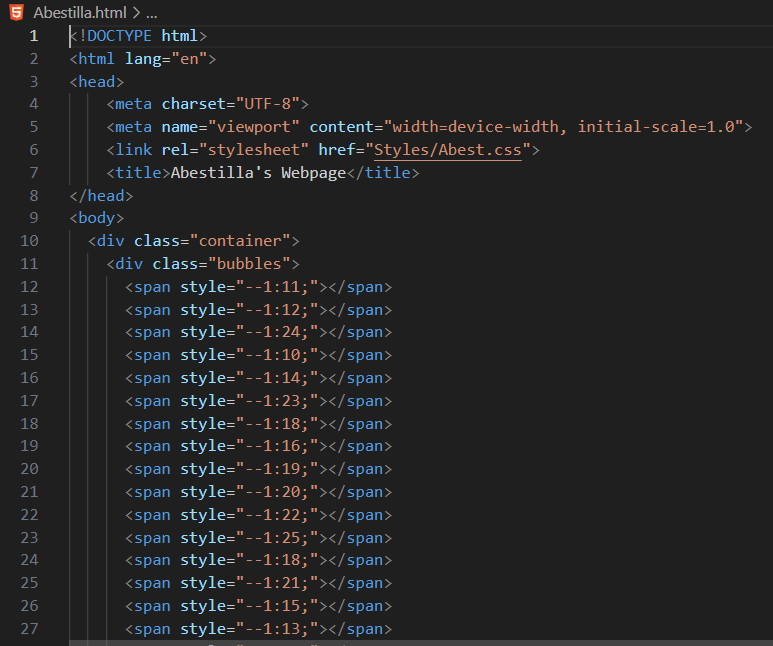 Abestilla.html > ...
1 <!DOCTYPE html>
2 <html lang="en">
3 <head>
4     <meta charset="UTF-8">
5     <meta name="viewport" content="width=device-width, initial-scale=1.0">
6     <link rel="stylesheet" href="Styles/Abest.css">
7     <title>Abestilla's Webpage</title>
8 </head>
9 <body>
10   <div class="container">
11     <div class="bubbles">
12       <span style="--1:11;"></span>
13       <span style="--1:12;"></span>
14       <span style="--1:24;"></span>
15       <span style="--1:10;"></span>
16       <span style="--1:14;"></span>
17       <span style="--1:23;"></span>
18       <span style="--1:18;"></span>
19       <span style="--1:16;"></span>
20       <span style="--1:19;"></span>
21       <span style="--1:20;"></span>
22       <span style="--1:22;"></span>
23       <span style="--1:25;"></span>
24       <span style="--1:18;"></span>
25       <span style="--1:21;"></span>
26       <span style="--1:15;"></span>
27       <span style="--1:13;"></span>